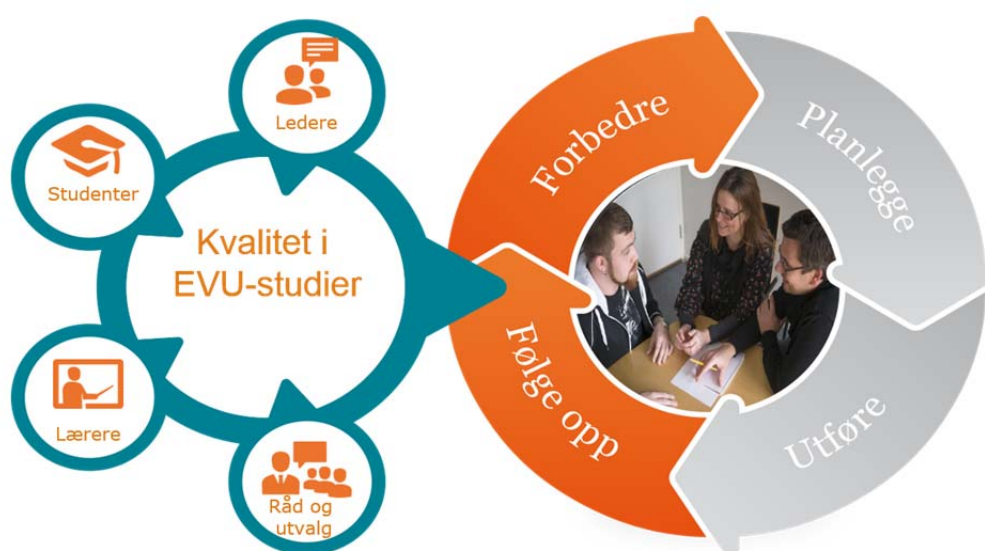 Ledere
Studenter
Kvalitet i
EVU-studier
Lærere
Råd og
utvalg
Forbedre
Planlegge
Utføre
Følge opp